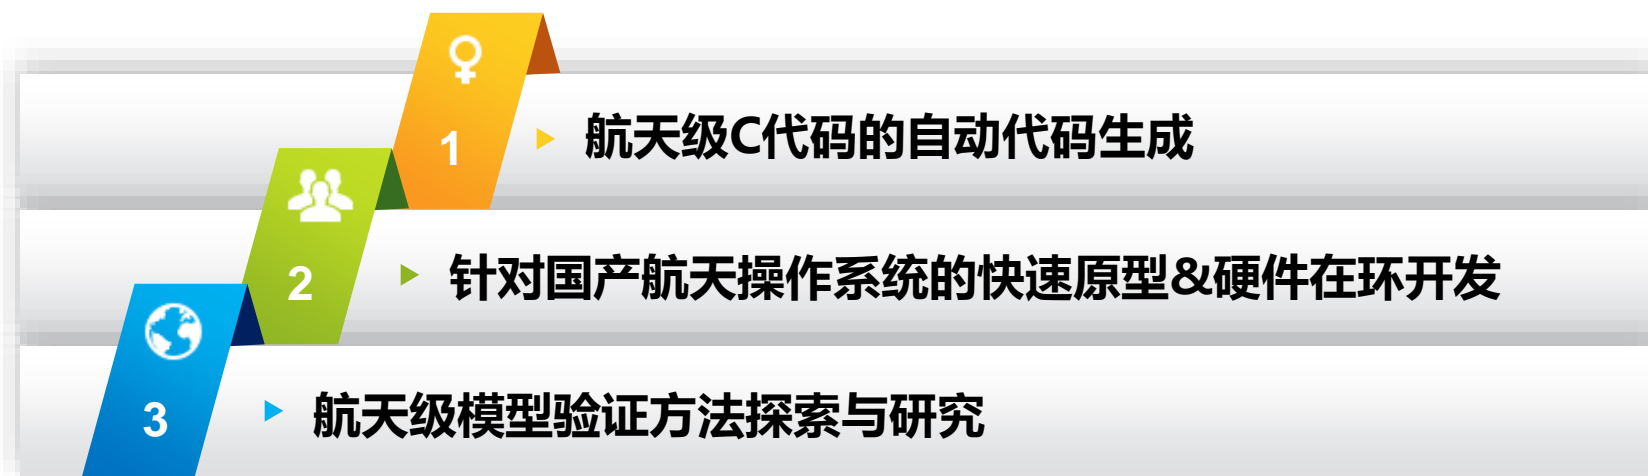 1 航天级C代码的自动代码生成
2 针对国产航天操作系统的快速原型&硬件在环开发
3 航天级模型验证方法探索与研究